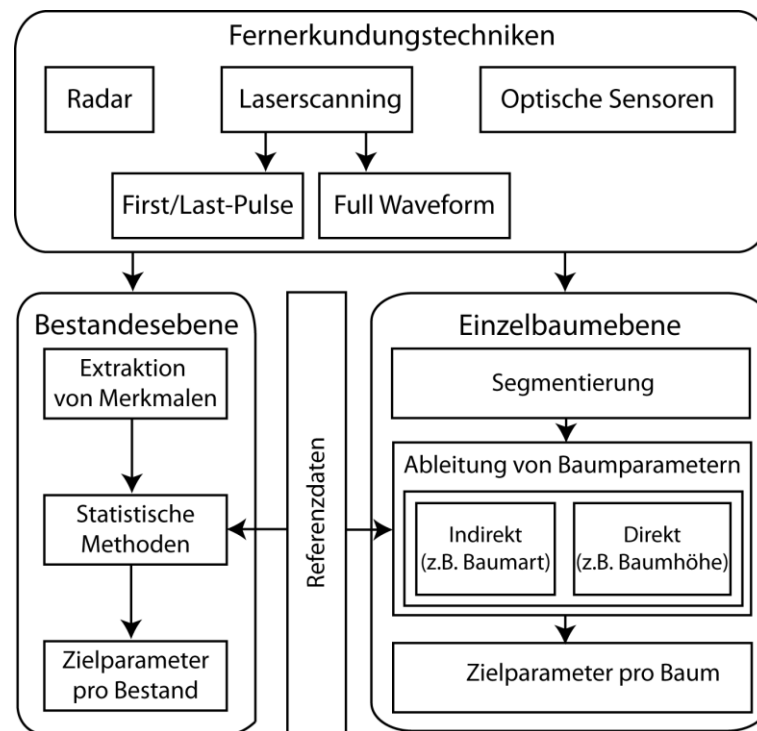 Fernerkundungstechniken
Radar
Laserscanning
Optische Sensoren
First/Last-Pulse
Full Waveform
Bestandesebene
Extraktion
von Merkmalen
Statistische
Methoden
Zielparameter
pro Bestand
Referenzdaten
Einzelbaumebene
Segmentierung
Ableitung von Baumparametern
Indirekt
(z.B. Baumart)
Direkt
(z.B. Baumhöhe)
Zielparameter pro Baum